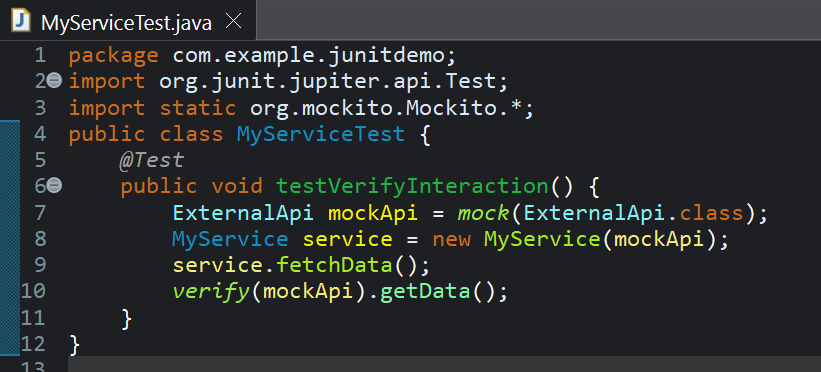 MyServiceTest.java
1 package com.example.junitdemo;
2 import org.junit.jupiter.api.Test;
3 import static org.mockito.Mockito.*;
4 public class MyServiceTest {
5     @Test
6     public void testVerifyInteraction() {
7         ExternalApi mockApi = mock(ExternalApi.class);
8         MyService service = new MyService(mockApi);
9         service.fetchData();
10         verify(mockApi).getData();
11     }
12 }
13